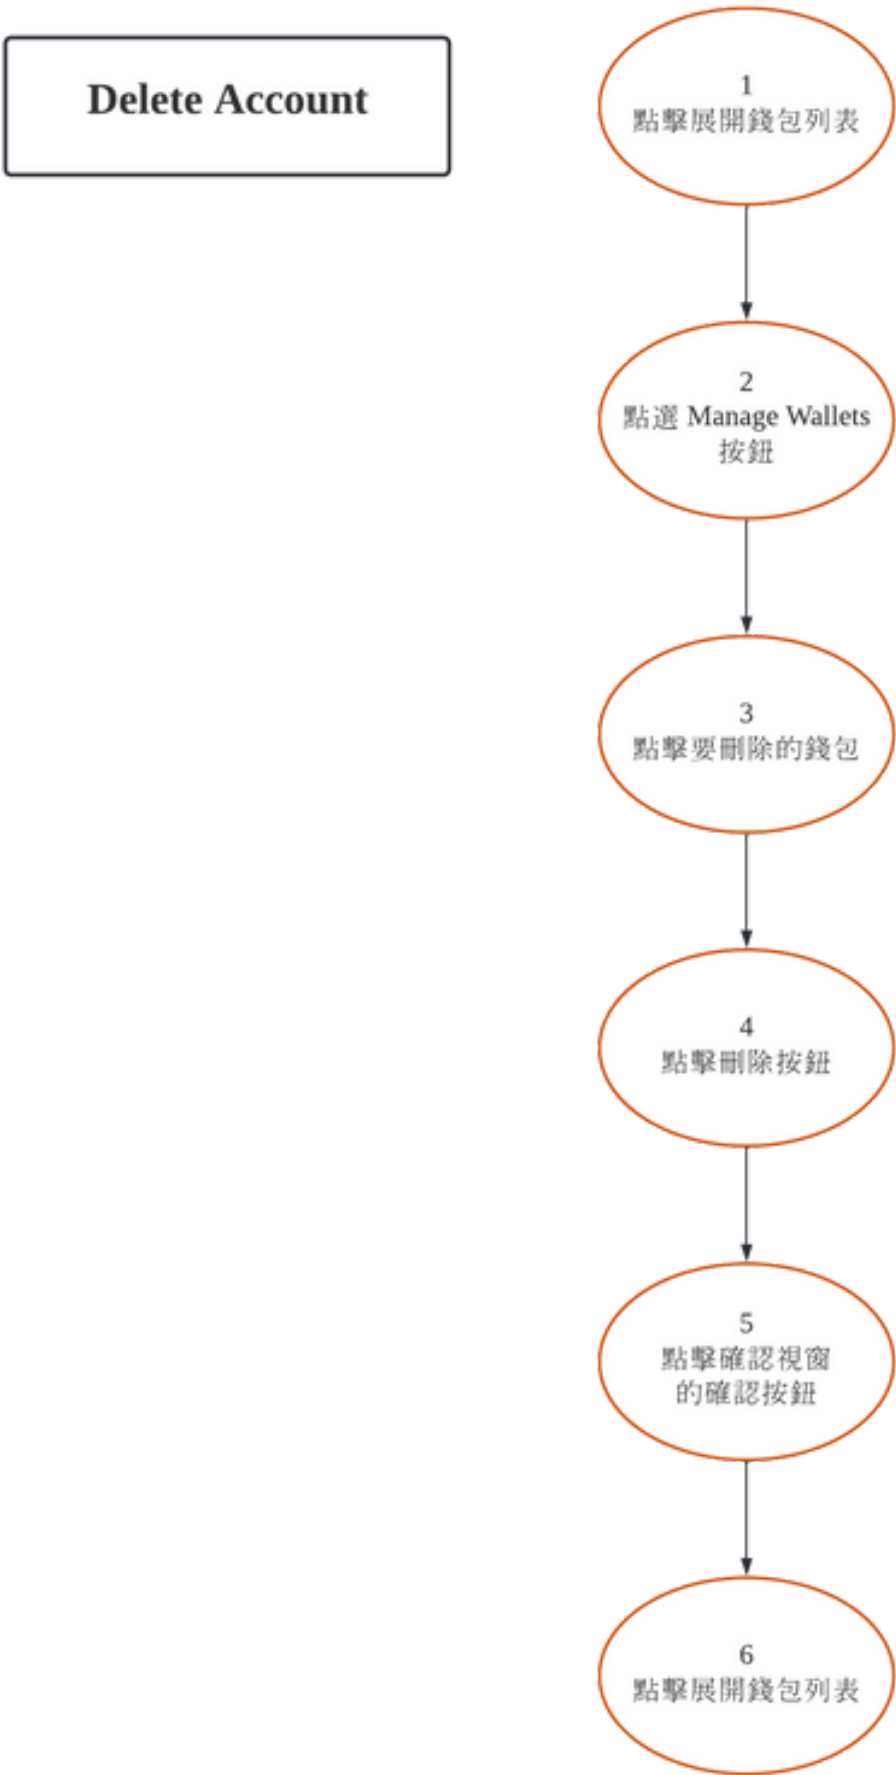 Delete Account
1
點擊展開錢包列表
2
點選 Manage Wallets
按鈕
3
點擊要刪除的錢包
4
點擊刪除按鈕
5
點擊確認視窗
的確認按鈕
6
點擊展開錢包列表